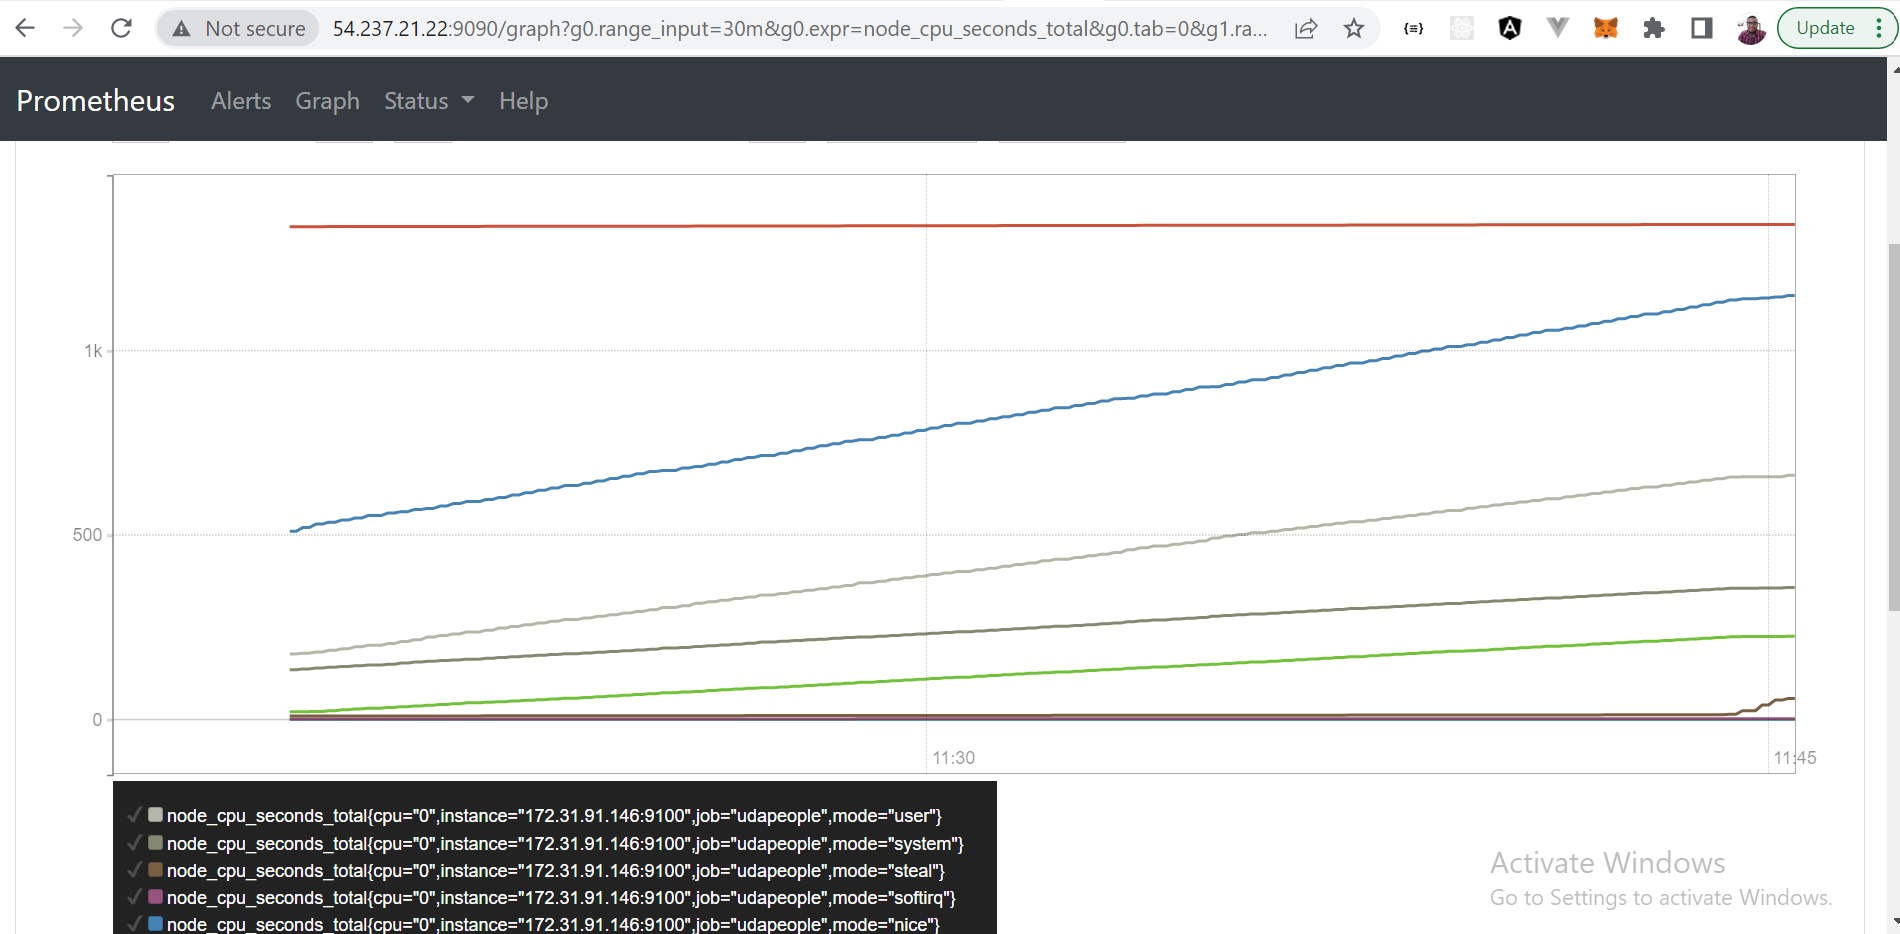 Not secure 54.237.21.22:9090/graph?g0.range_input=30m&g0.expr=node_cpu_seconds_total&g0.tab=0&g1.ra... {≡} A Update
Prometheus Alerts Graph Status Help
1k
500
0
11:30 11:45
node_cpu_seconds_total{cpu="0",instance="172.31.91.146:9100",job="udapeople",mode="user"}
node_cpu_seconds_total{cpu="0",instance="172.31.91.146:9100",job="udapeople",mode="system"}
node_cpu_seconds_total{cpu="0",instance="172.31.91.146:9100",job="udapeople",mode="steal"}
node_cpu_seconds_total{cpu="0",instance="172.31.91.146:9100",job="udapeople",mode="softirq"}
node_cpu_seconds_total{cpu="0",instance="172.31.91.146:9100",job="udapeople",mode="nice"}
Activate Windows
Go to Settings to activate Windows.